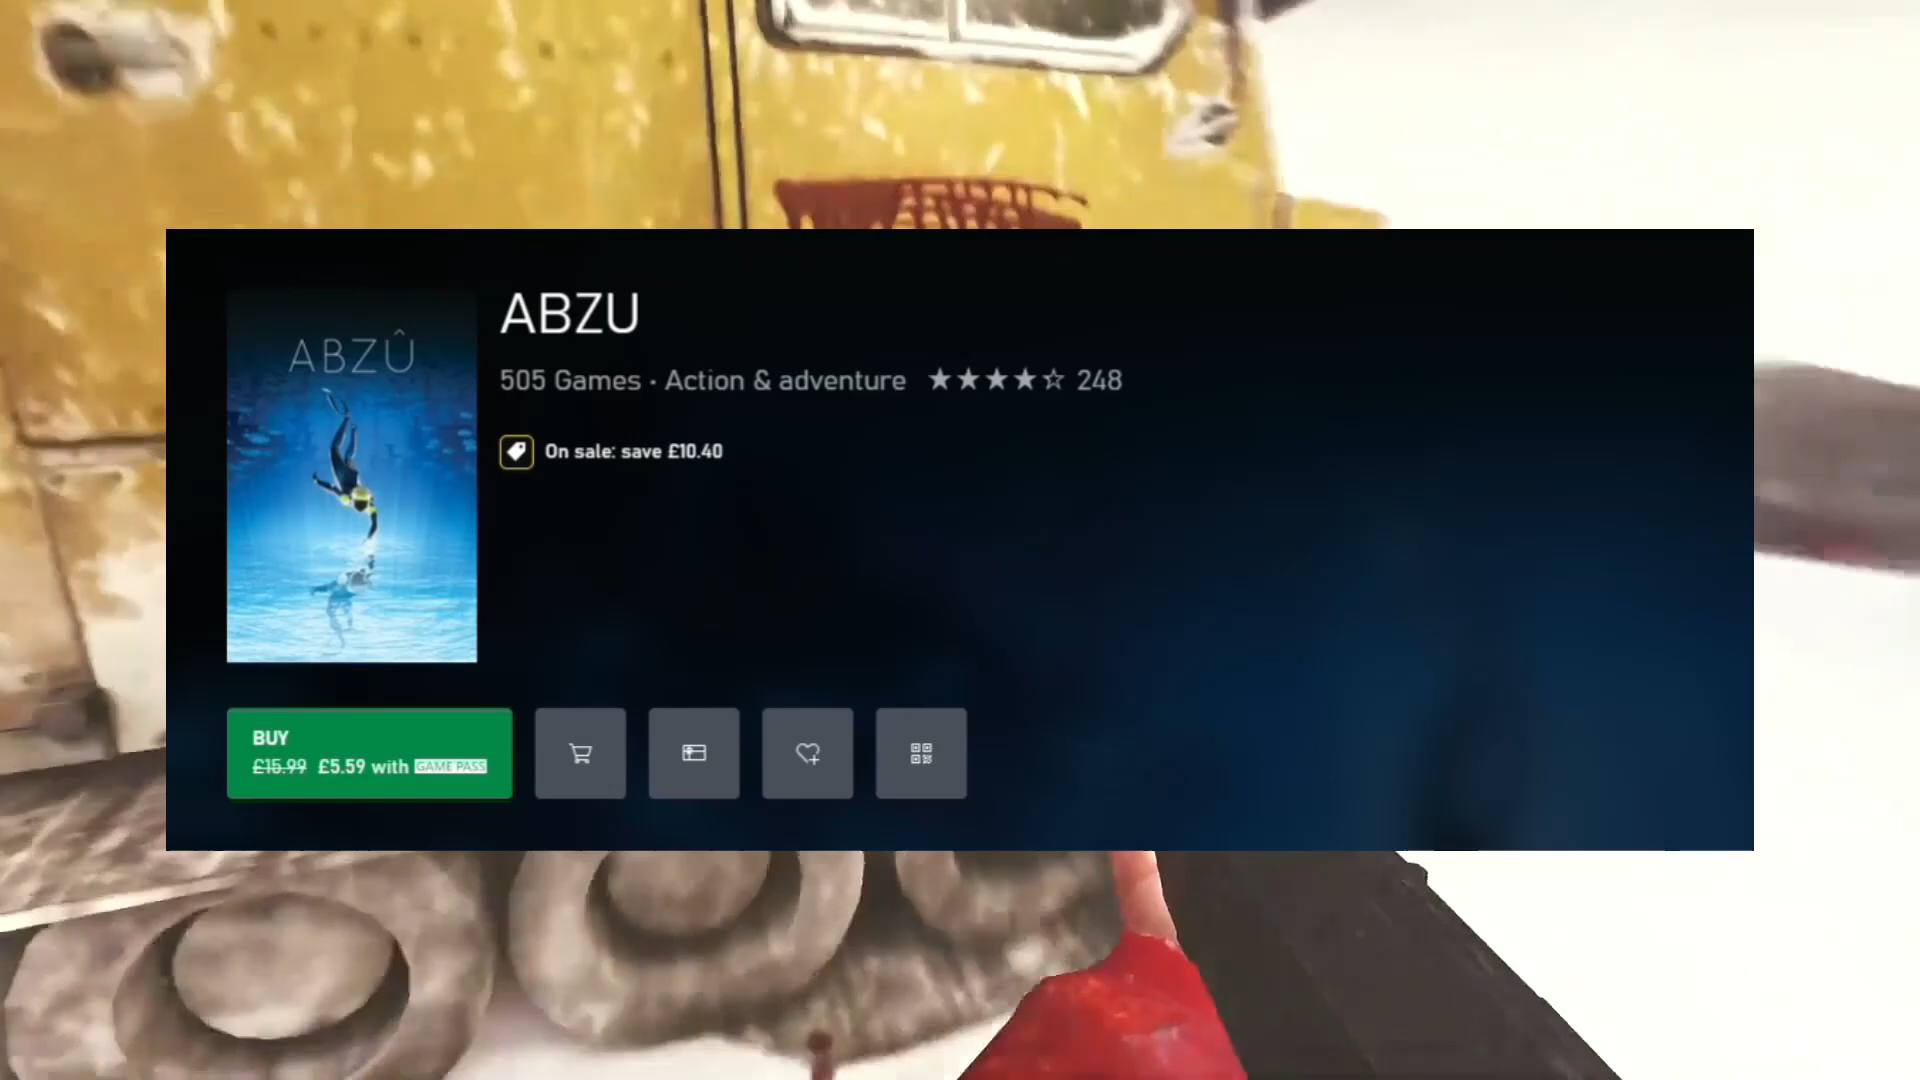 ABZÛ
ABZU
505 Games · Action & adventure ★★★★☆ 248
On sale: save £10.40
BUY
£15.99 £5.59 with GAME PASS